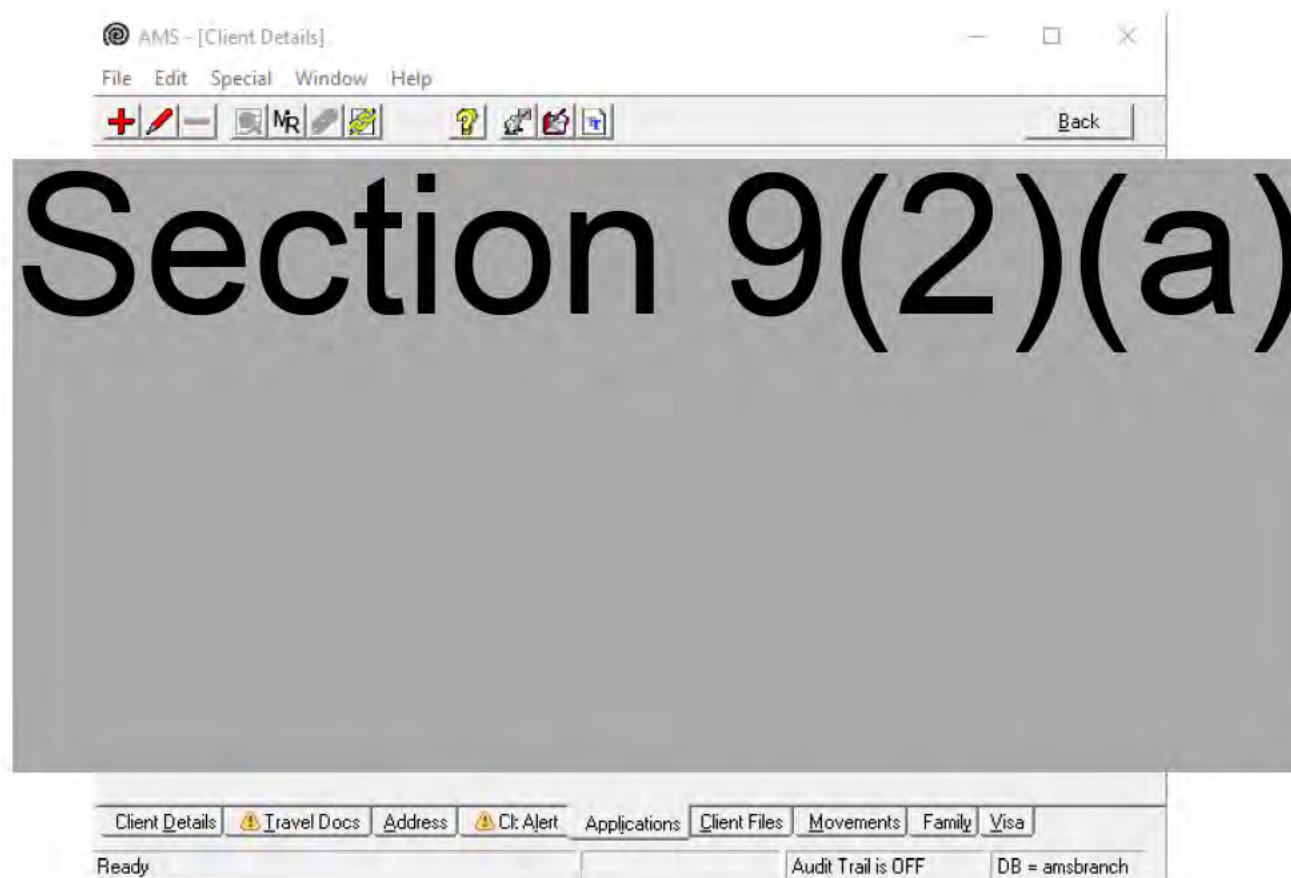 AMS - [Client Details]
File Edit Special Window Help
MR Back
Section 9(2)(a)
Client Details Travel Docs Address Cl: Alert Applications Client Files Movements Family Visa
Ready Audit Trail is OFF DB = amsbranch